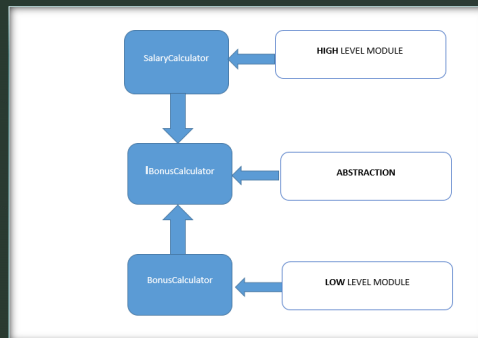 SalaryCalculator
HIGH LEVEL MODULE
IBonusCalculator
ABSTRACTION
BonusCalculator
LOW LEVEL MODULE